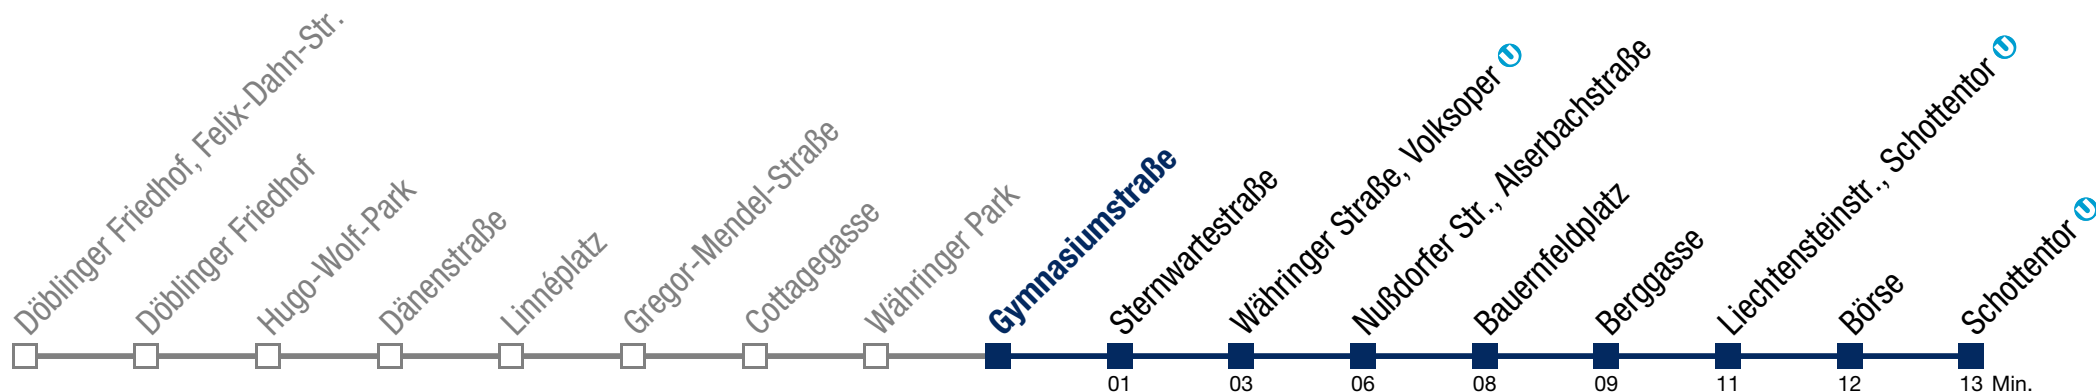 Döblinger Friedhof, Felix-Dahn-Str.
Döblinger Friedhof
Hugo-Wolf-Park
Dänenstraße
Linnéplatz
Gregor-Mendel-Straße
Cottagegasse
Währinger Park
Gymnasiumstraße
Sternwartestraße
Währinger Straße, Volksoper U
Nußdorfer Str., Alserbachstraße
Bauernfeldplatz
Berggasse
Liechtensteinstr., Schottentor U
Börse
Schottentor U
01 03 06 08 09 11 12 13 Min.